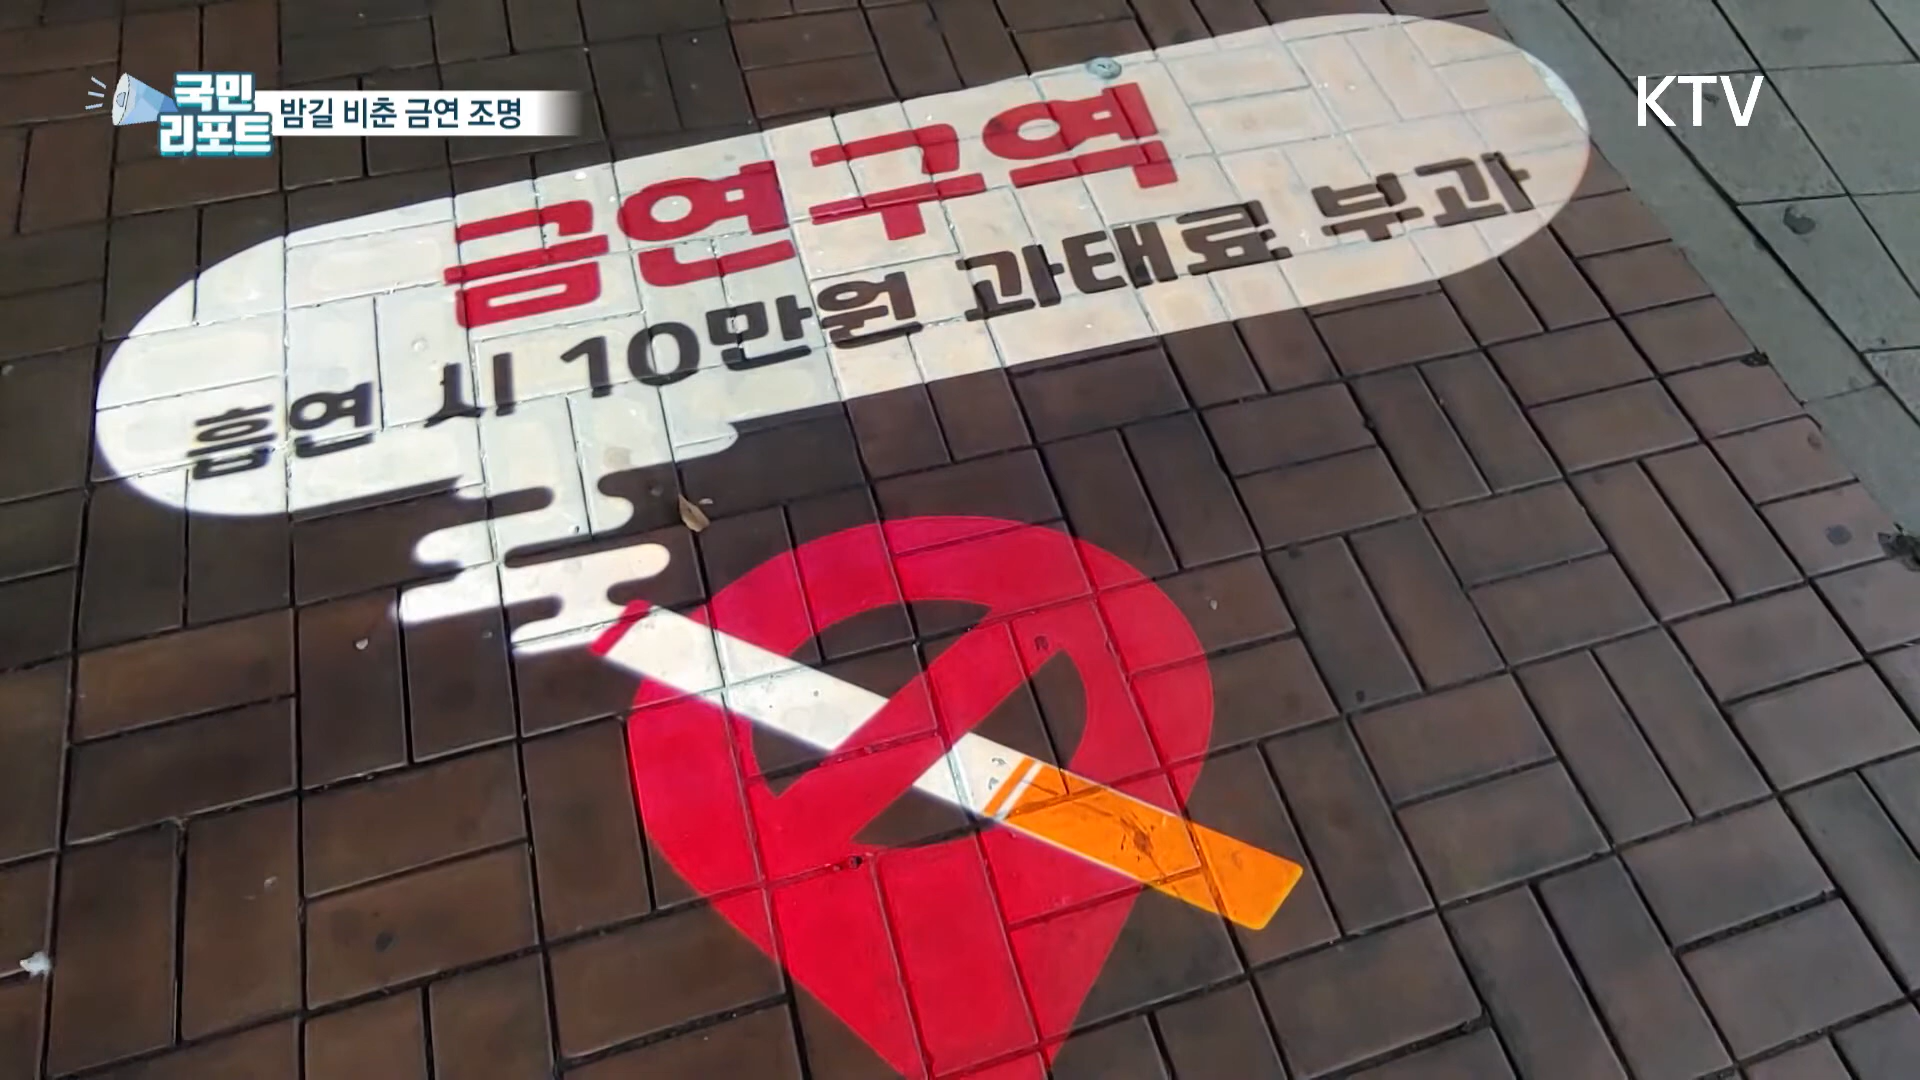 국민
리포트
밤길 비춘 금연 조명
KTV
금연구역
흡연 시 10만원 과태료 부과